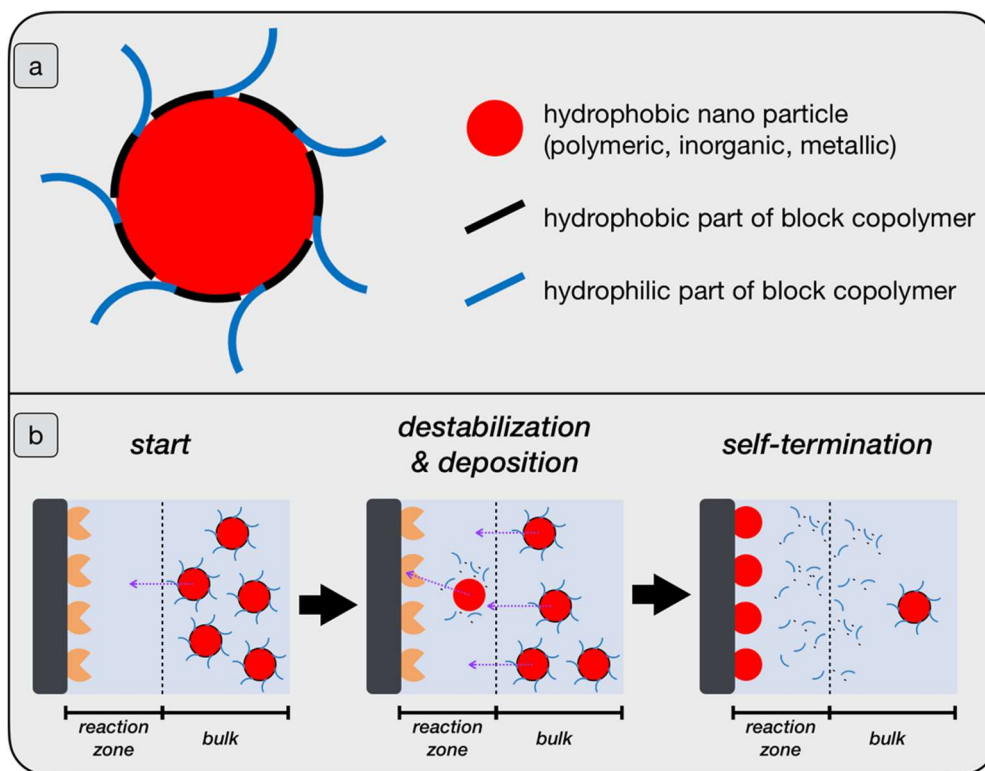 a
hydrophobic nano particle
(polymeric, inorganic, metallic)
hydrophobic part of block copolymer
hydrophilic part of block copolymer
b
start
destabilization
& deposition
self-termination
reaction
zone
bulk
reaction
zone
bulk
reaction
zone
bulk